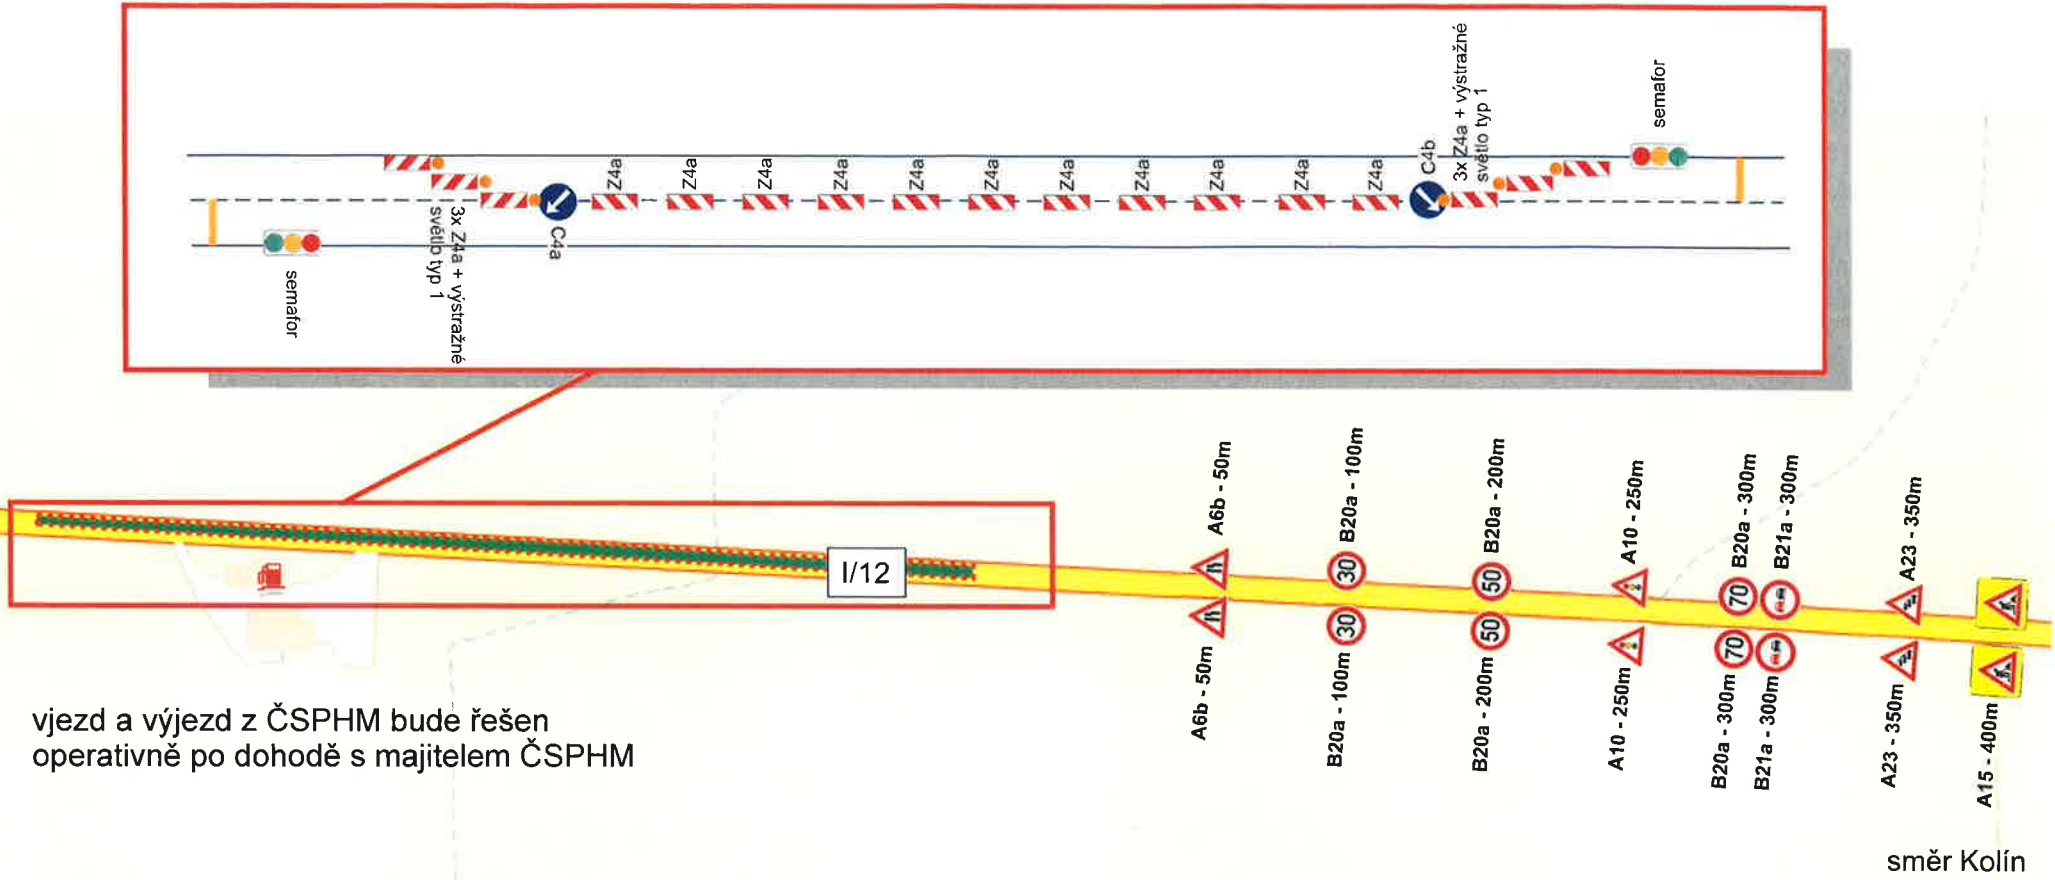 3x Z4a + výstražné
světlo typ 1
semafor
C4b
Z4a
Z4a
Z4a
Z4a
Z4a
Z4a
Z4a
Z4a
Z4a
Z4a
Z4a
C4a
3x Z4a + výstražné
světlo typ 1
semafor
I/12
A6b - 50m
B20a - 100m
B20a - 200m
A10 - 250m
B20a - 300m
B21a - 300m
A23 - 350m
30
50
70
30
50
70
A6b - 50m
B20a - 100m
B20a - 200m
A10 - 250m
B20a - 300m
B21a - 300m
A23 - 350m
A15 - 400m
vjezd a výjezd z ČSPHM bude řešen
operativně po dohodě s majitelem ČSPHM
směr Kolín